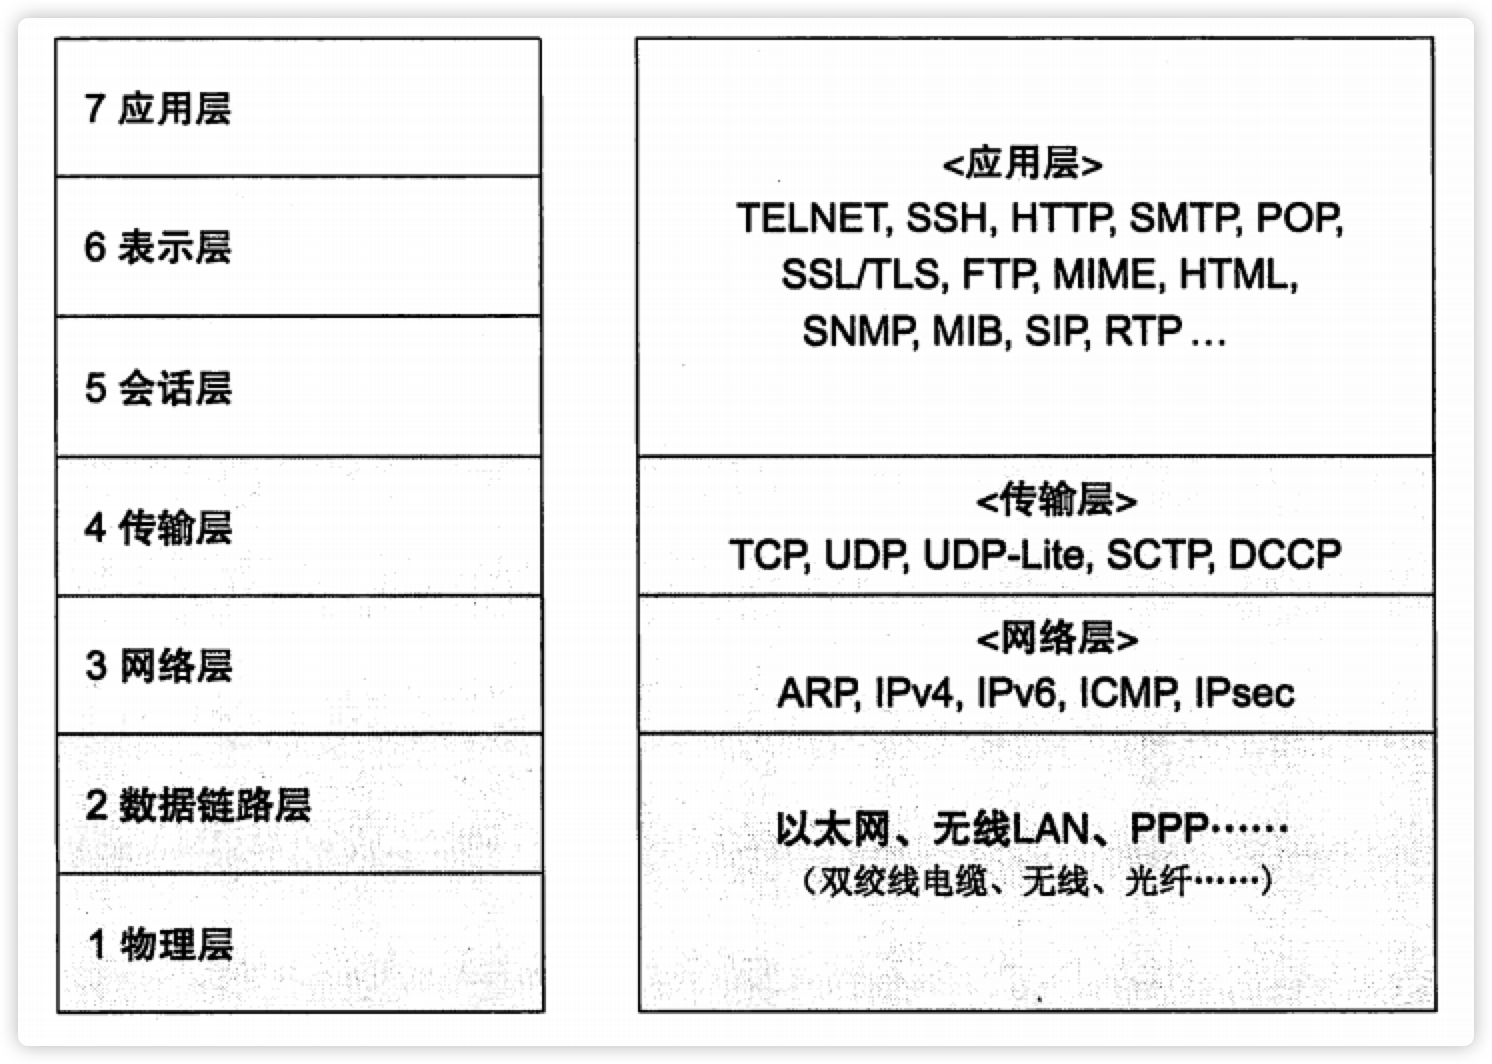 7 应用层
6 表示层
5 会话层
4 传输层
3 网络层
2 数据链路层
1 物理层
<应用层>
TELNET, SSH, HTTP, SMTP, POP,
SSL/TLS, FTP, MIME, HTML,
SNMP, MIB, SIP, RTP ...
<传输层>
TCP, UDP, UDP-Lite, SCTP, DCCP
<网络层>
ARP, IPv4, IPv6, ICMP, IPsec
以太网、无线LAN、PPP……
（双绞线电缆、无线、光纤……）